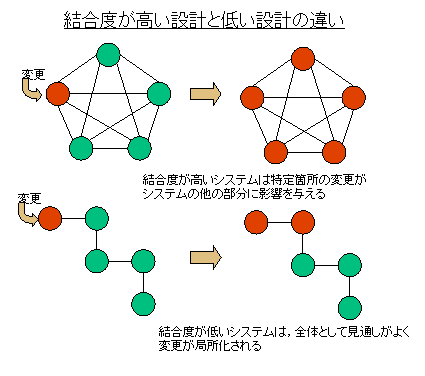 結合度が高い設計と低い設計の違い
変更
結合度が高いシステムは特定箇所の変更が
システムの他の部分に影響を与える
変更
結合度が低いシステムは、全体として見通しがよく
変更が局所化される